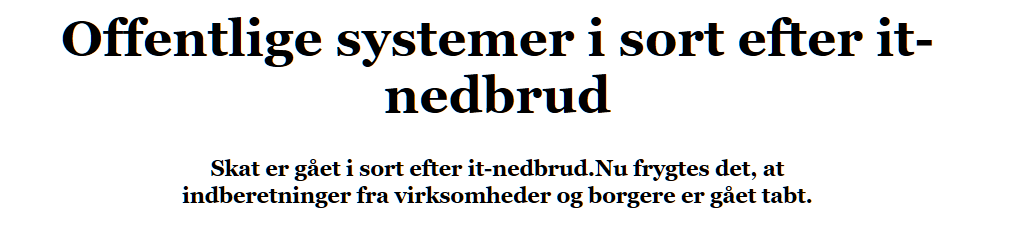 Offentlige systemer i sort efter it-
nedbrud
Skat er gået i sort efter it-nedbrud.Nu frygtes det, at
indberetninger fra virksomheder og borgere er gået tabt.